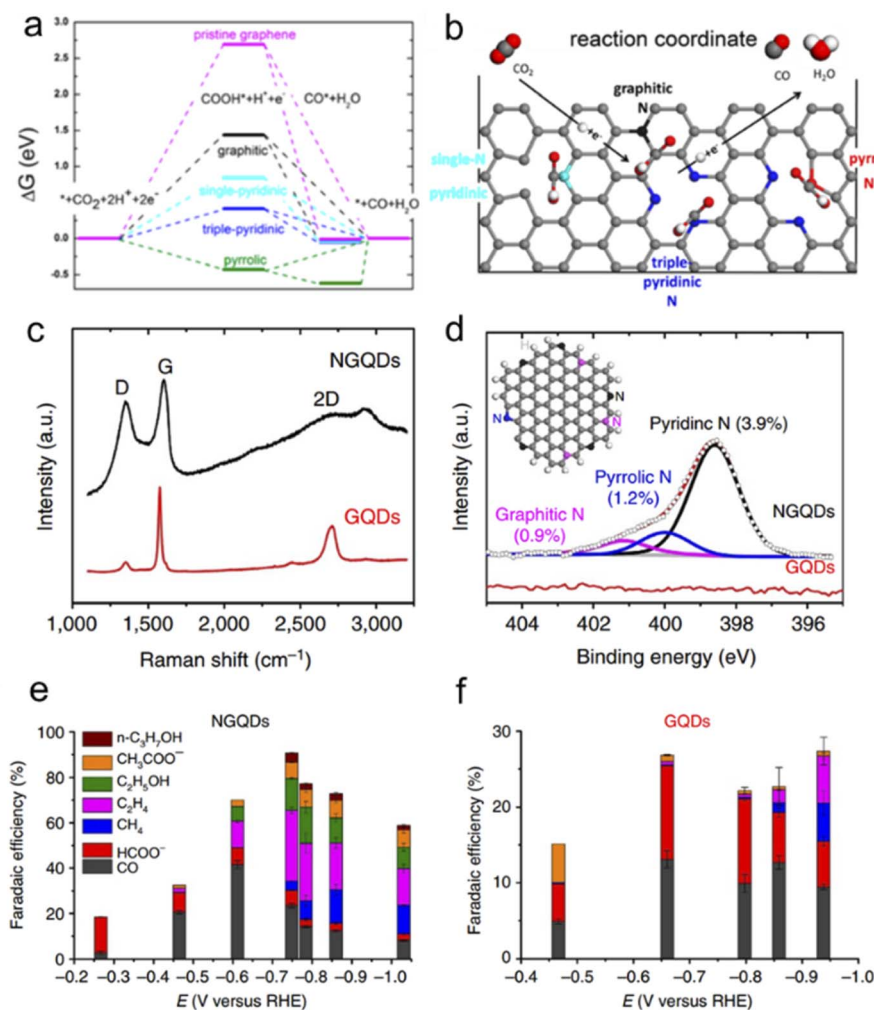 a
ΔG (eV)
3.0
2.5
2.0
1.5
1.0
0.5
0.0
-0.5
pristine graphene
COOH*+H⁺+e⁻
CO*+H₂O
graphitic
single-pyridinic
*+CO₂+2H⁺+2e⁻
*+CO+H₂O
triple-pyridinic
pyrrolic
b
reaction coordinate
CO₂
CO
H₂O
graphitic
N
+e⁻
+e⁻
single-N
pyridinic
pyrr
N
triple-
pyridinic
N
c
Intensity (a.u.)
D
G
2D
NGQDs
GQDs
1,000
1,500
2,000
2,500
3,000
Raman shift (cm⁻¹)
d
Intensity (a.u.)
H
N
N
N
Pyridinc N (3.9%)
Pyrrolic N
(1.2%)
Graphitic N
(0.9%)
NGQDs
GQDs
404
402
400
398
396
Binding energy (eV)
e
NGQDs
Faradaic efficiency (%)
100
80
60
40
20
0
n-C₃H₇OH
CH₃COO⁻
C₂H₅OH
C₂H₄
CH₄
HCOO⁻
CO
–0.2
–0.3
–0.4
–0.5
–0.6
–0.7
–0.8
–0.9
–1.0
E (V versus RHE)
f
GQDs
Faradaic efficiency (%)
30
20
10
0
–0.4
–0.5
–0.6
–0.7
–0.8
–0.9
–1.0
E (V versus RHE)